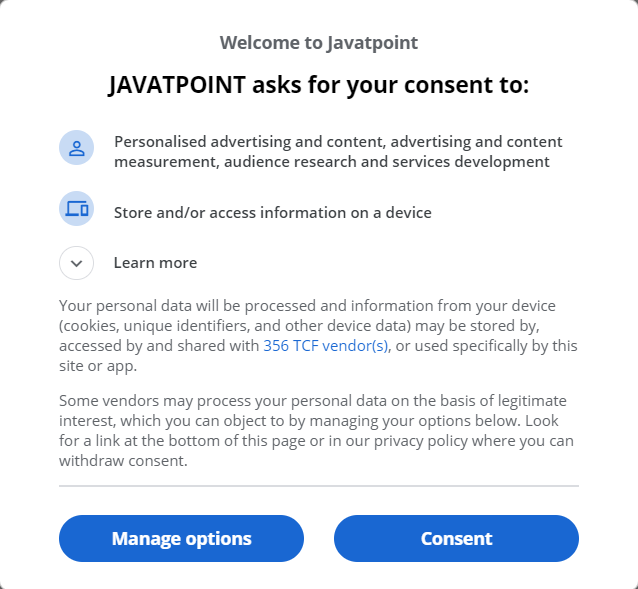 Welcome to Javatpoint
JAVATPOINT asks for your consent to:
Personalised advertising and content, advertising and content
measurement, audience research and services development
Store and/or access information on a device
Learn more
Your personal data will be processed and information from your device
(cookies, unique identifiers, and other device data) may be stored by,
accessed by and shared with 356 TCF vendor(s), or used specifically by this
site or app.
Some vendors may process your personal data on the basis of legitimate
interest, which you can object to by managing your options below. Look
for a link at the bottom of this page or in our privacy policy where you can
withdraw consent.
Manage options
Consent